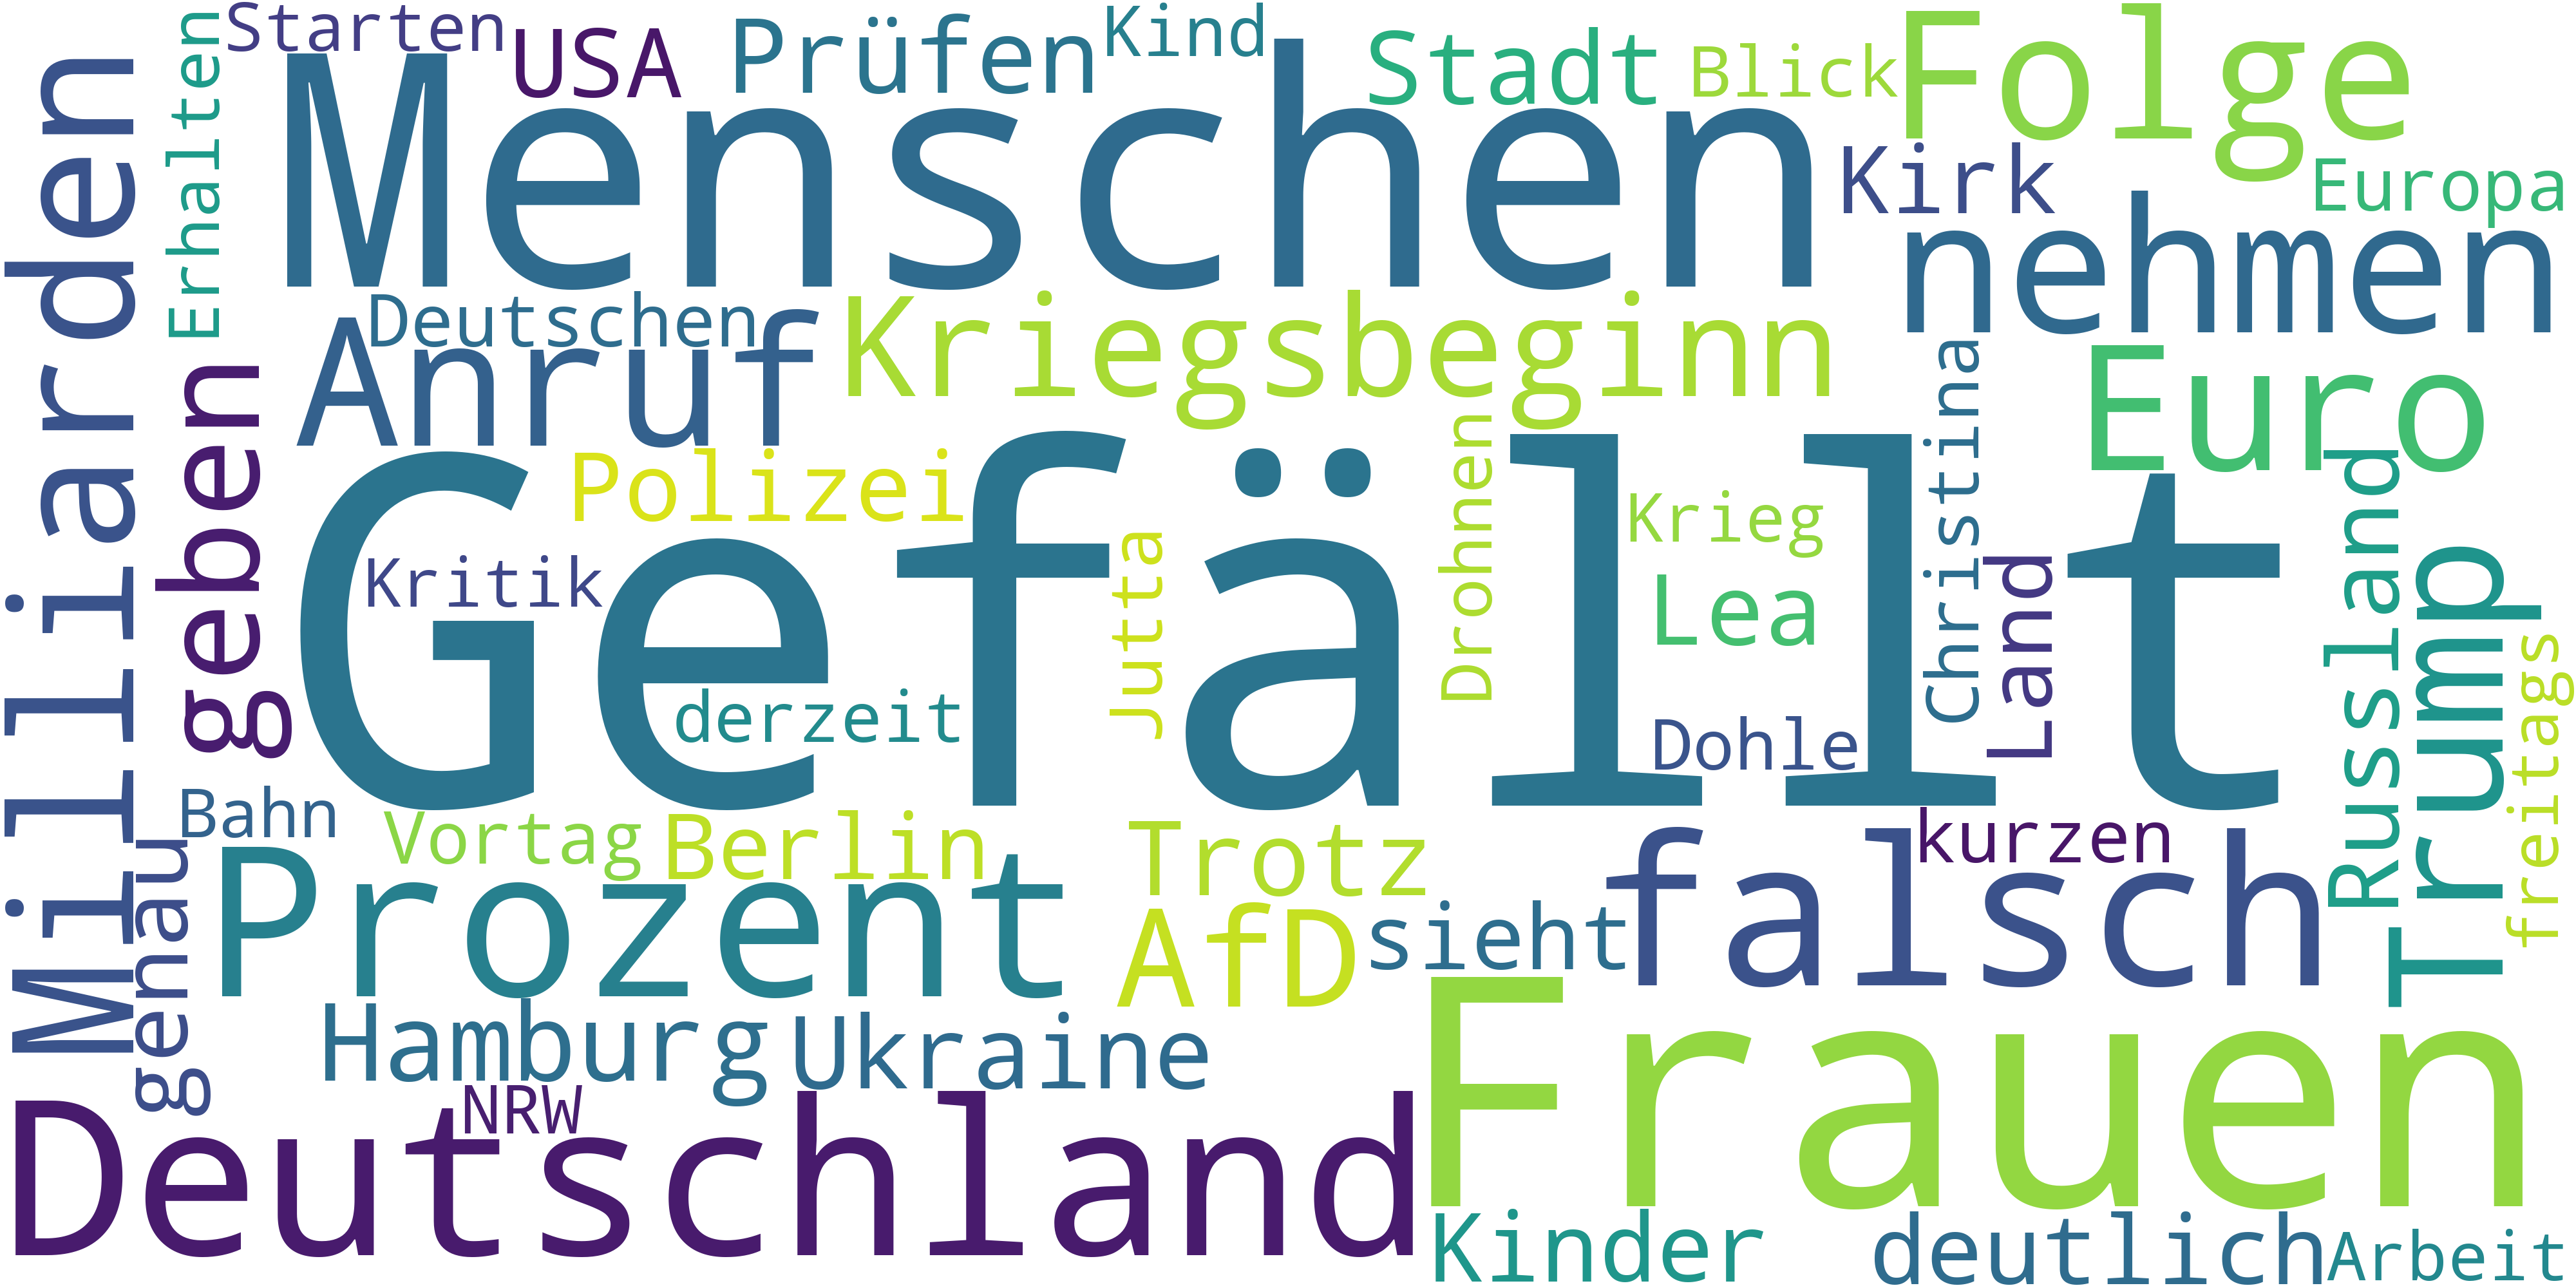 Starten
USA
Prüfen
Kind
Stadt
Blick
Folge
Erhalten
Menschen
Kirk
Europa
Milliarden
nehmen
Deutschen
Anruf
Kriegsbeginn
Euro
geben
Polizei
Gefällt
Kritik
Jutta
Drohnen
Krieg
Lea
Christina
Land
Russland
Trump
freitags
derzeit
Dohle
Bahn
Vortag
Berlin
Trotz
kurzen
genau
Prozent
AfD
sieht
falsch
Hamburg
Ukraine
Frauen
NRW
Deutschland
Kinder
deutlich
Arbeit